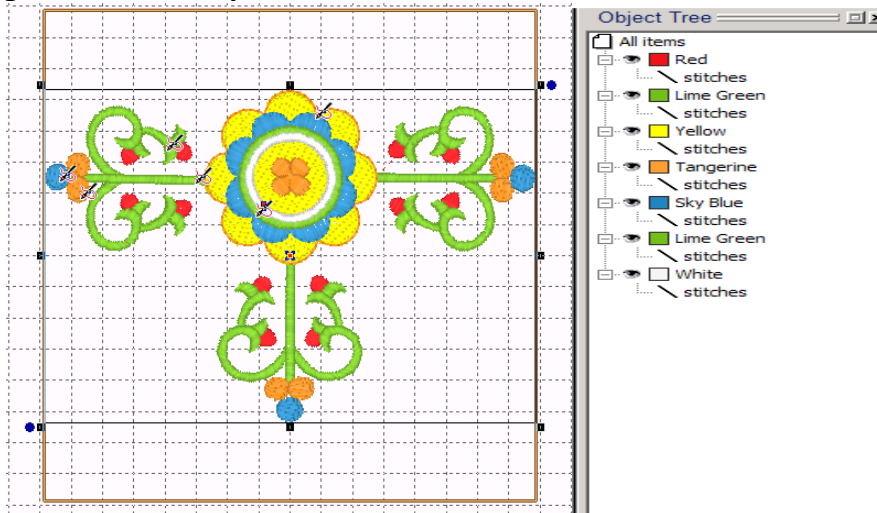 Object Tree
All items
Red
stitches
Lime Green
stitches
Yellow
stitches
Tangerine
stitches
Sky Blue
stitches
Lime Green
stitches
White
stitches